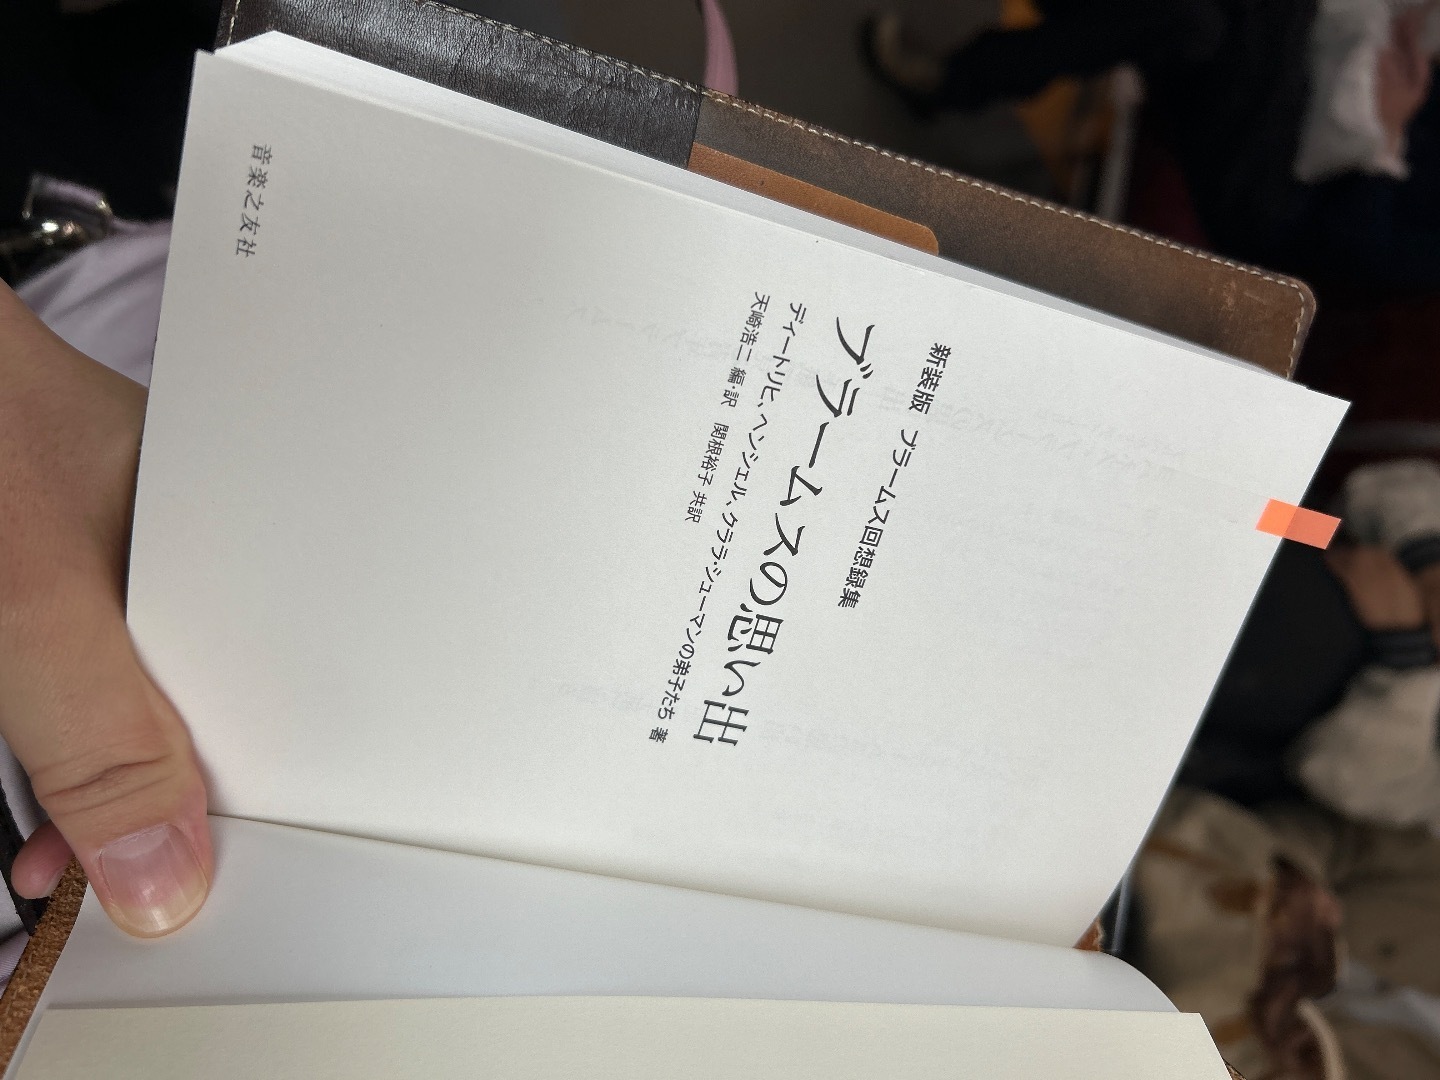 新装版　ブラームス回想録集
ブラームスの思い出
ディートリヒ、ヘンシェル、クララ・シューマンの弟子たち 著
天崎浩二 編・訳　関根裕子 共訳
音楽之友社